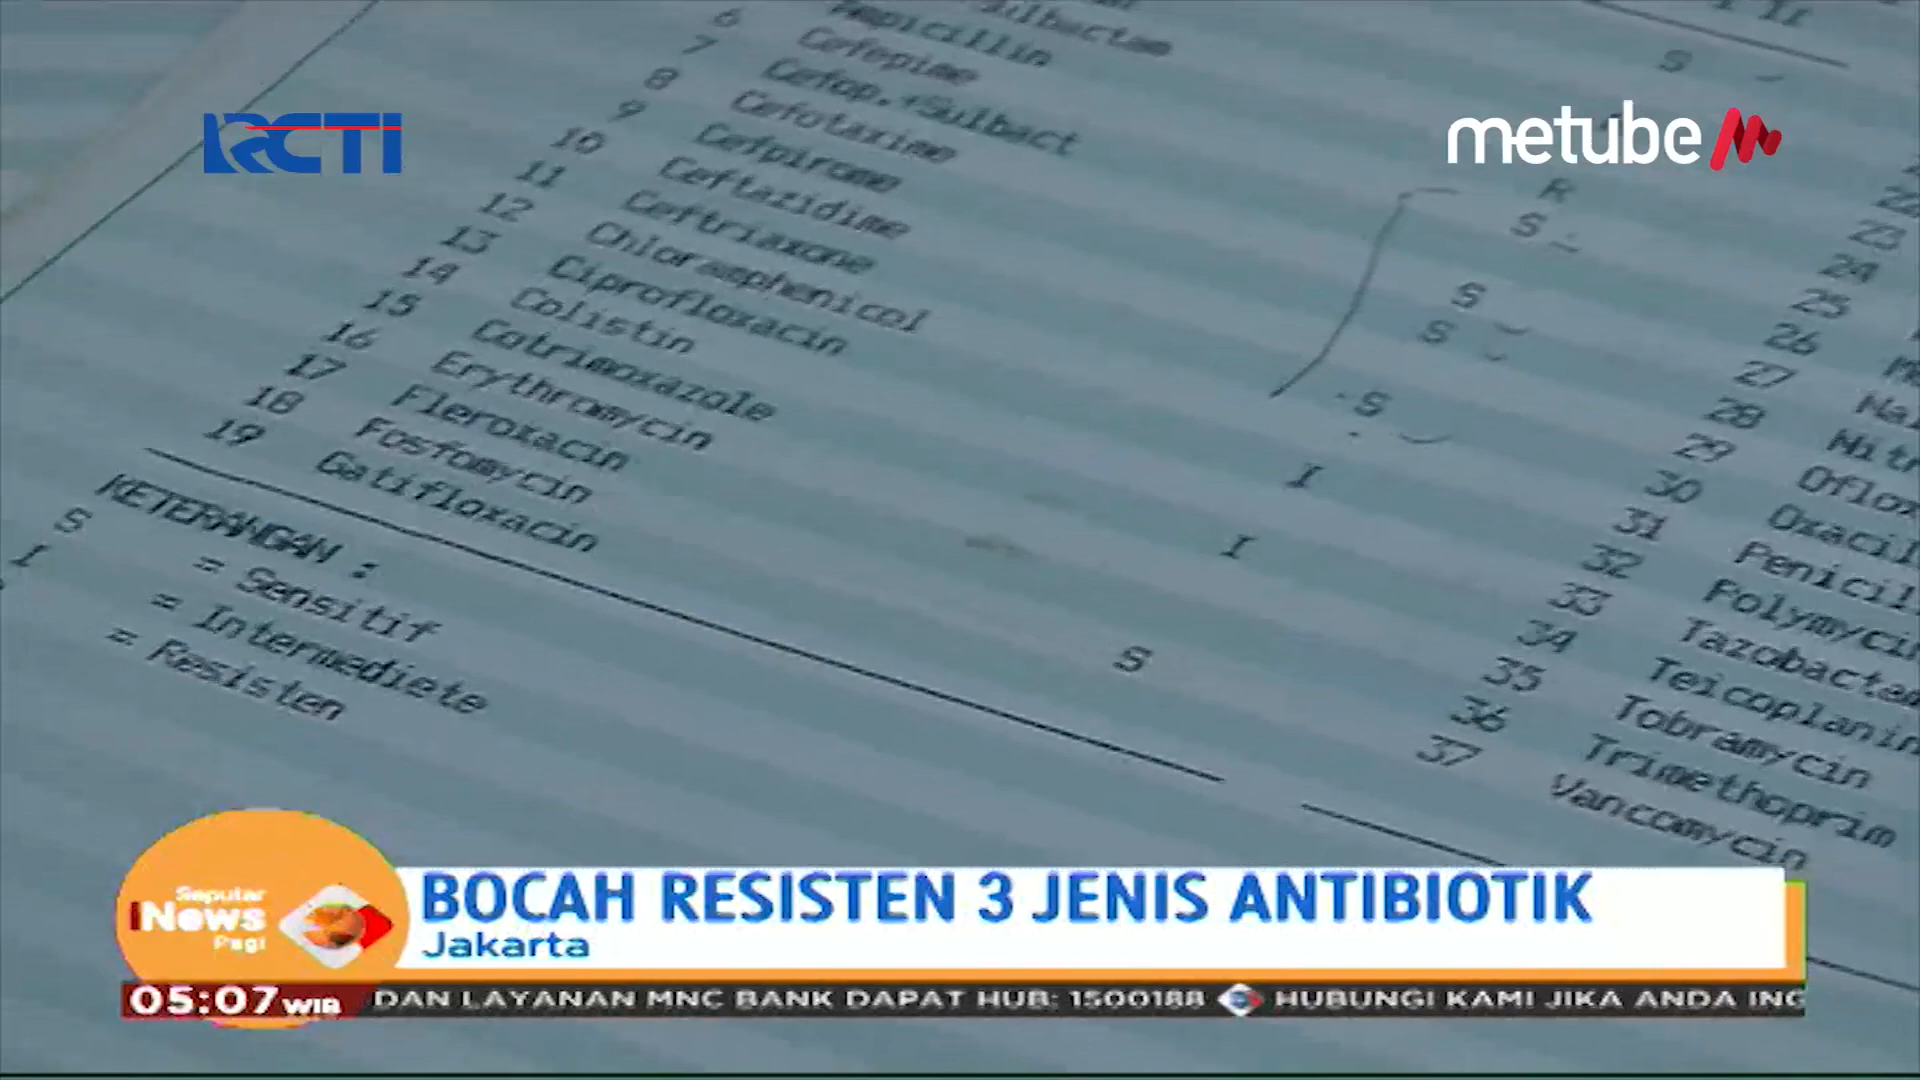 RCTI
metube
6 Ampicillin
7 Cefepime
8 Cefop.+Sulbact
9 Cefotaxime
10 Cefpirome
11 Ceftazidime
12 Ceftriaxone
13 Chloramphenicol
14 Ciprofloxacin
15 Colistin
16 Cotrimoxazole
17 Erythromycin
18 Fleroxacin
19 Fosfomycin
Gatifloxacin
S
R
S
S
S
S
I
I
S
22
23
24
25
26
27
28
29
30
31
32
33
34
35
36
37
Penicil
Polymycin
Tazobactam
Teicoplanin
Tobramycin
Trimethoprim
Vancomycin
KETERANGAN :
S = Sensitif
I = Intermediete
= Resisten
Seputar
iNews
Pagi
BOCAH RESISTEN 3 JENIS ANTIBIOTIK
Jakarta
05:07 WIB
DAN LAYANAN MNC BANK DAPAT HUB: 1500188 HUBUNGI KAMI JIKA ANDA ING